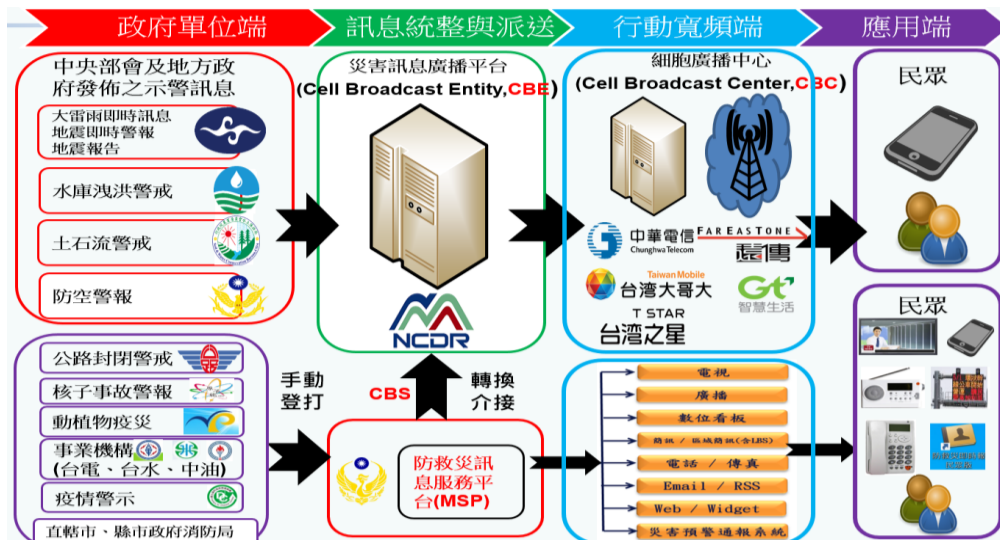 政府單位端
訊息統整與派送
行動寬頻端
應用端
中央部會及地方政
府發佈之示警訊息
大雷雨即時訊息
地震即時警報
地震報告
水庫洩洪警戒
土石流警戒
防空警報
災害訊息廣播平台
(Cell Broadcast Entity,CBE)
NCDR
細胞廣播中心
(Cell Broadcast Center,CBC)
中華電信
Chunghwa Telecom
FAREASTONE
遠傳
Taiwan Mobile
台湾大哥大
Gt
智慧生活
T STAR
台湾之星
民眾
公路封閉警戒
核子事故警報
動植物疫災
事業機構
(台電、台水、中油)
疫情警示
直轄市、縣市政府消防局
手動
登打
CBS
轉換
介接
防救災訊
息服務平
台(MSP)
電視
廣播
數位看板
簡訊 / 區域簡訊(含LBS)
電話 / 傳真
Email / RSS
Web / Widget
災害預警通報系統
民眾